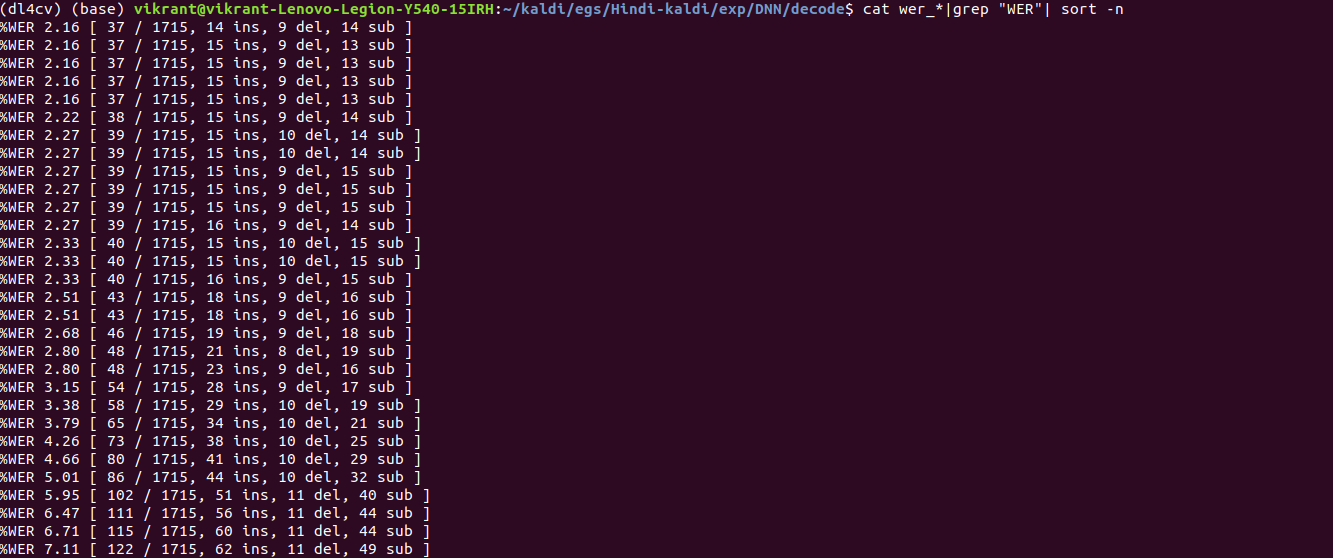 (dl4cv) (base) vikrant@vikrant-Lenovo-Legion-Y540-15IRH:~/kaldi/egs/Hindi-kaldi/exp/DNN/decode$ cat wer_*|grep "WER"| sort -n
%WER 2.16 [ 37 / 1715, 14 ins, 9 del, 14 sub ]
%WER 2.16 [ 37 / 1715, 15 ins, 9 del, 13 sub ]
%WER 2.16 [ 37 / 1715, 15 ins, 9 del, 13 sub ]
%WER 2.16 [ 37 / 1715, 15 ins, 9 del, 13 sub ]
%WER 2.16 [ 37 / 1715, 15 ins, 9 del, 13 sub ]
%WER 2.22 [ 38 / 1715, 15 ins, 9 del, 14 sub ]
%WER 2.27 [ 39 / 1715, 15 ins, 10 del, 14 sub ]
%WER 2.27 [ 39 / 1715, 15 ins, 10 del, 14 sub ]
%WER 2.27 [ 39 / 1715, 15 ins, 9 del, 15 sub ]
%WER 2.27 [ 39 / 1715, 15 ins, 9 del, 15 sub ]
%WER 2.27 [ 39 / 1715, 15 ins, 9 del, 15 sub ]
%WER 2.27 [ 39 / 1715, 16 ins, 9 del, 14 sub ]
%WER 2.33 [ 40 / 1715, 15 ins, 10 del, 15 sub ]
%WER 2.33 [ 40 / 1715, 15 ins, 10 del, 15 sub ]
%WER 2.33 [ 40 / 1715, 16 ins, 9 del, 15 sub ]
%WER 2.51 [ 43 / 1715, 18 ins, 9 del, 16 sub ]
%WER 2.51 [ 43 / 1715, 18 ins, 9 del, 16 sub ]
%WER 2.68 [ 46 / 1715, 19 ins, 9 del, 18 sub ]
%WER 2.80 [ 48 / 1715, 21 ins, 8 del, 19 sub ]
%WER 2.80 [ 48 / 1715, 23 ins, 9 del, 16 sub ]
%WER 3.15 [ 54 / 1715, 28 ins, 9 del, 17 sub ]
%WER 3.38 [ 58 / 1715, 29 ins, 10 del, 19 sub ]
%WER 3.79 [ 65 / 1715, 34 ins, 10 del, 21 sub ]
%WER 4.26 [ 73 / 1715, 38 ins, 10 del, 25 sub ]
%WER 4.66 [ 80 / 1715, 41 ins, 10 del, 29 sub ]
%WER 5.01 [ 86 / 1715, 44 ins, 10 del, 32 sub ]
%WER 5.95 [ 102 / 1715, 51 ins, 11 del, 40 sub ]
%WER 6.47 [ 111 / 1715, 56 ins, 11 del, 44 sub ]
%WER 6.71 [ 115 / 1715, 60 ins, 11 del, 44 sub ]
%WER 7.11 [ 122 / 1715, 62 ins, 11 del, 49 sub ]